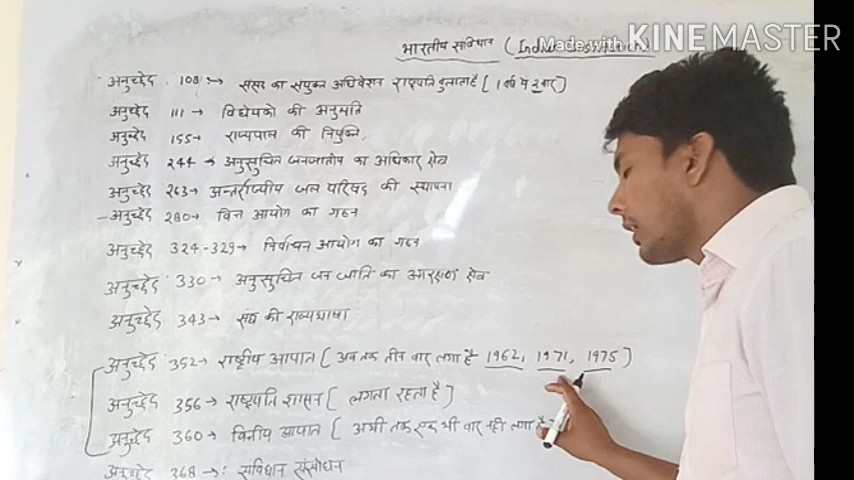 भारतीय संविधान (Indian
Made with KINEMASTER
अनुच्छेद 108 → संसद का संयुक्त अधिवेशन राष्ट्रपति बुलाता है [1 वर्ष में 2 बार]
अनुच्छेद 111 → विधेयको की अनुमति
अनुच्छेद 155 → राज्यपाल की नियुक्ति
अनुच्छेद 244 → अनुसुचित जनजातीय का अधिकार क्षेत्र
अनुच्छेद 263 → अन्तर्राज्यीय जल परिषद की स्थापना
अनुच्छेद 280 → वित्त आयोग का गठन
अनुच्छेद 324-329 → निर्वाचन आयोग का गठन
अनुच्छेद 330 → अनुसुचित जन जाति का आरक्षण क्षेत्र
अनुच्छेद 343 → संघ की राज्यभाषा
अनुच्छेद 352 → राष्ट्रीय आपात (अब तक तीन बार लगा है 1962, 1971, 1975)
अनुच्छेद 356 → राष्ट्रपति शासन [लगता रहता है]
अनुच्छेद 360 → वित्तीय आपात [अभी तक एक भी बार नही लगा है
अनुच्छेद 368 →: संविधान संसोधन